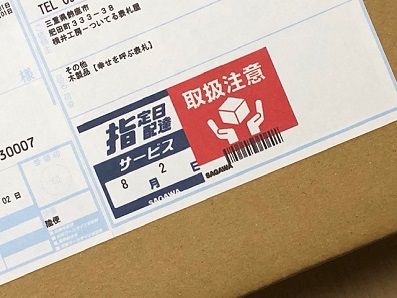 TEL 0
三重県鈴鹿市
肥田町333-38
横井工房-ついてる表札屋
その他
木製品【幸せを呼ぶ表札】
様
30007
指定日配達
サービス
8月2日
SAGAWA
取扱注意
SAGAWA
02 日
陸便